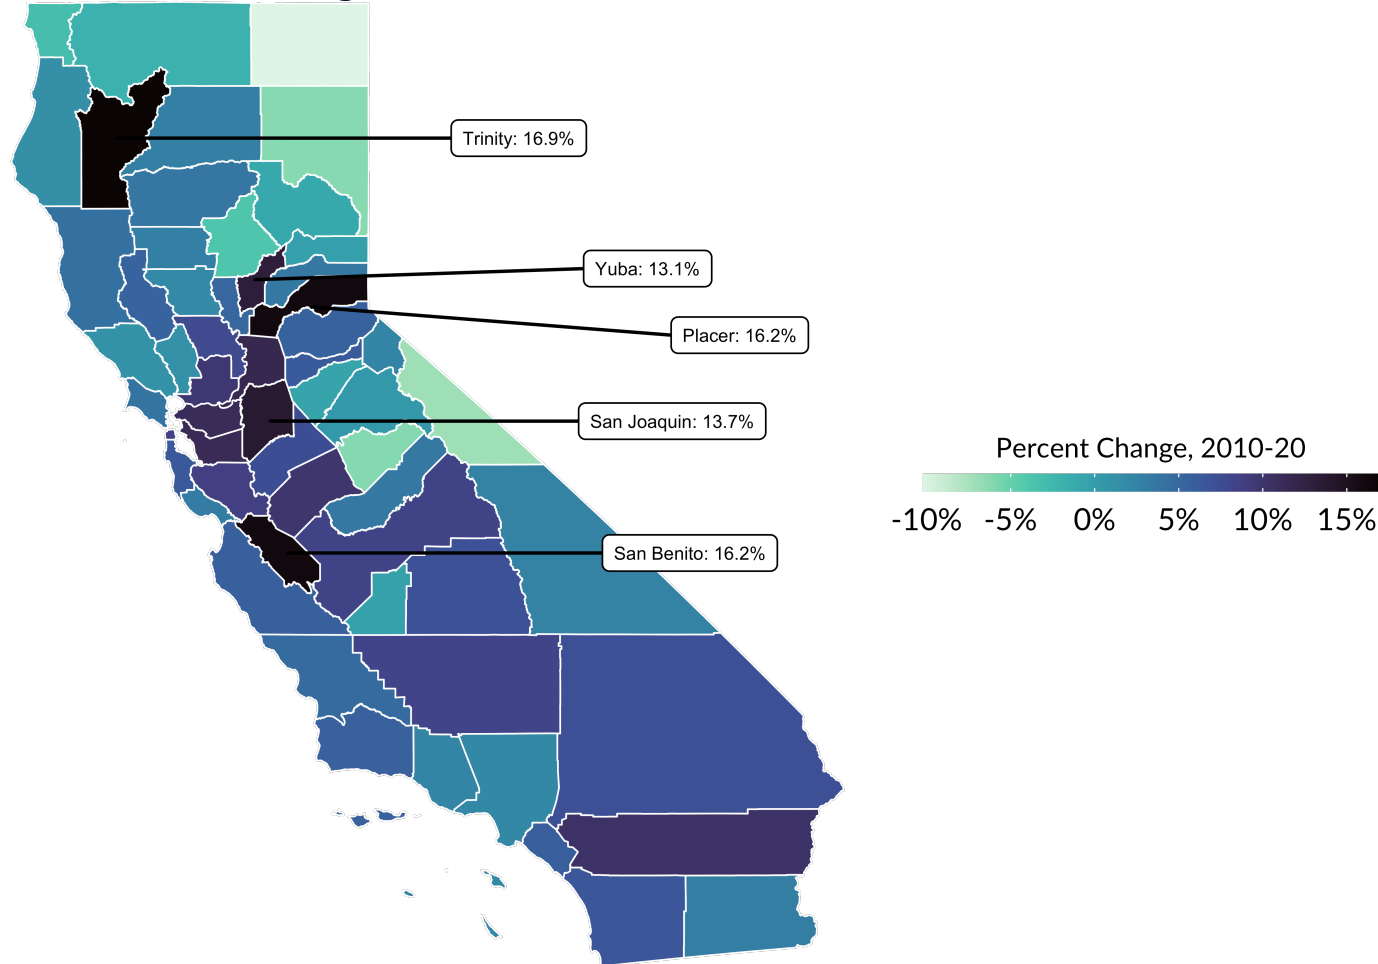 Trinity: 16.9%
Yuba: 13.1%
Placer: 16.2%
San Joaquin: 13.7%
Percent Change, 2010-20
-10% -5% 0% 5% 10% 15%
San Benito: 16.2%